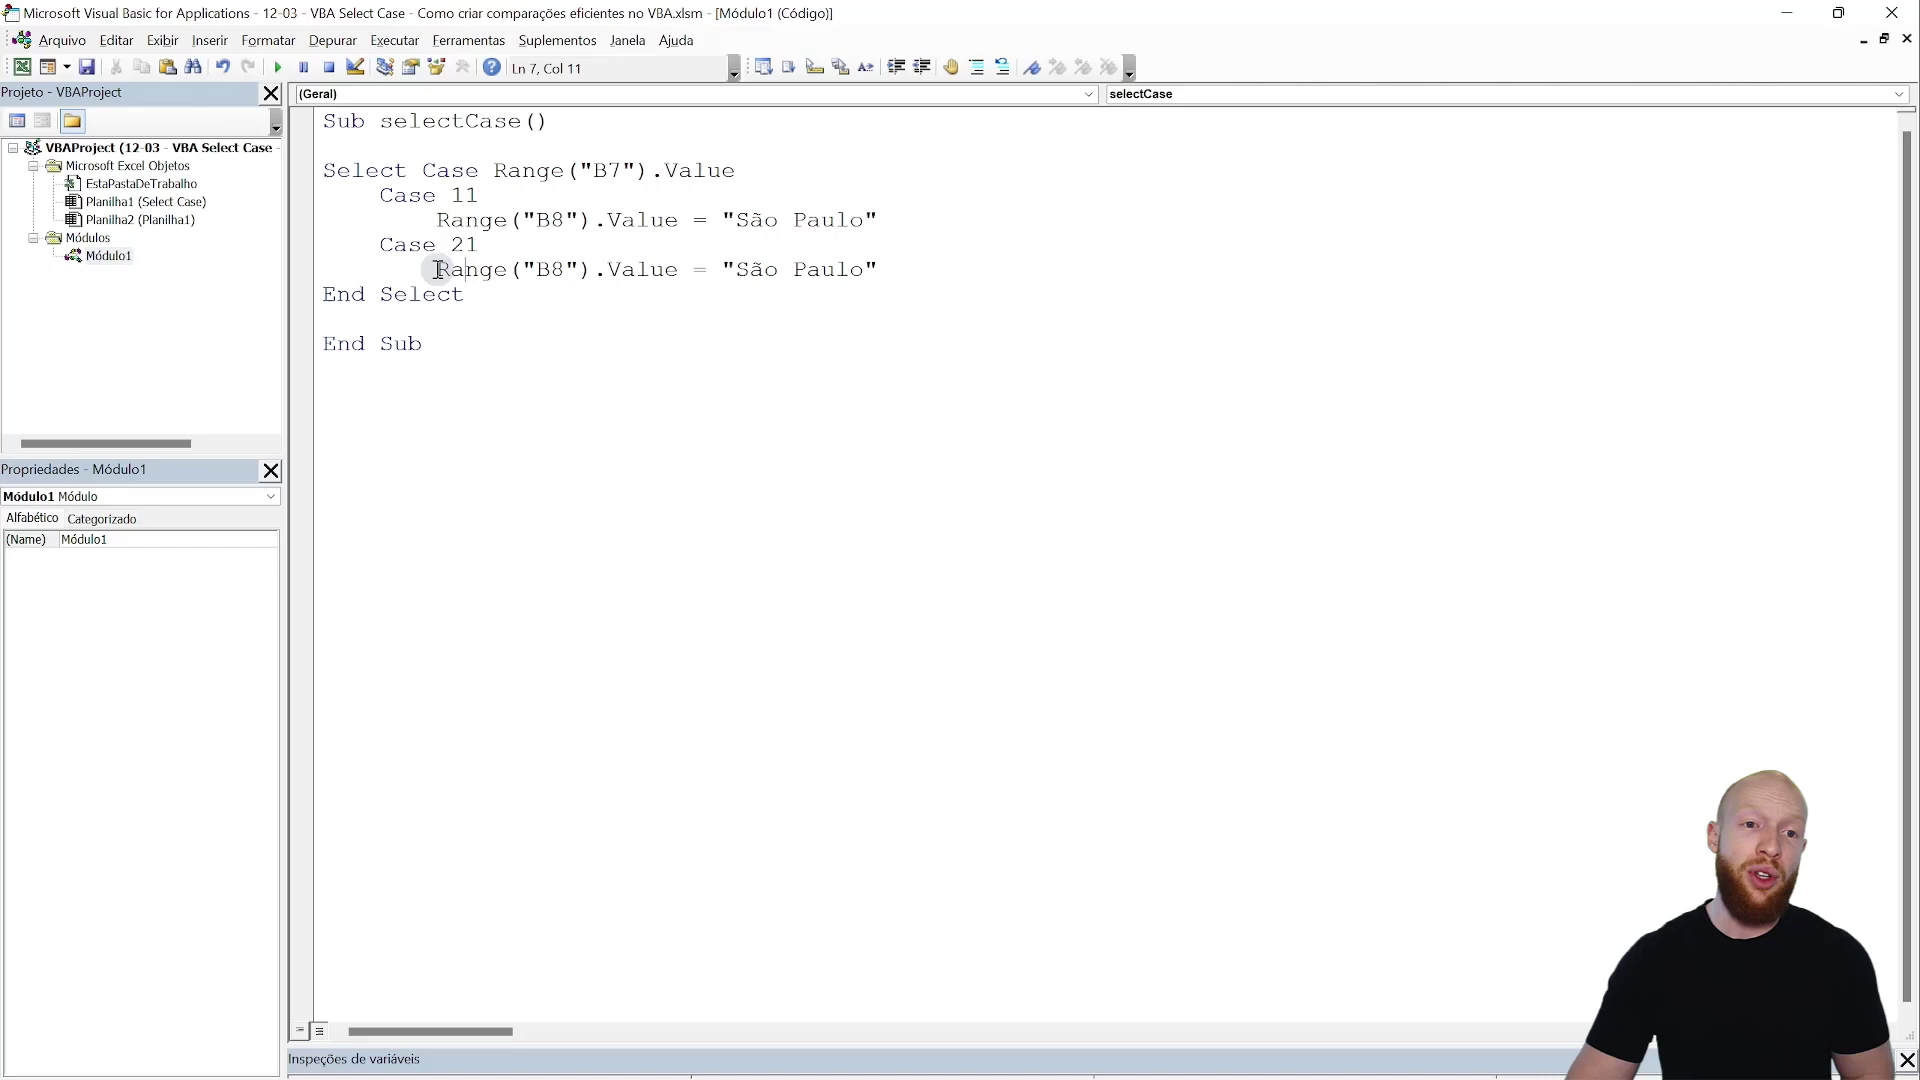 Microsoft Visual Basic for Applications - 12-03 - VBA Select Case - Como criar comparações eficientes no VBA.xlsm - [Módulo1 (Código)]
Arquivo Editar Exibir Inserir Formatar Depurar Executar Ferramentas Suplementos Janela Ajuda
Ln 7, Col 11
Projeto - VBAProject
(Geral)
selectCase
VBAProject (12-03 - VBA Select Case -
Microsoft Excel Objetos
EstaPastaDeTrabalho
Planilha1 (Select Case)
Planilha2 (Planilha1)
Módulos
Módulo1
Sub selectCase()
Select Case Range("B7").Value
Case 11
Range("B8").Value = "São Paulo"
Case 21
Range("B8").Value = "São Paulo"
End Select
End Sub
Propriedades - Módulo1
Módulo1 Módulo
Alfabético Categorizado
(Name) Módulo1
Inspeções de variáveis